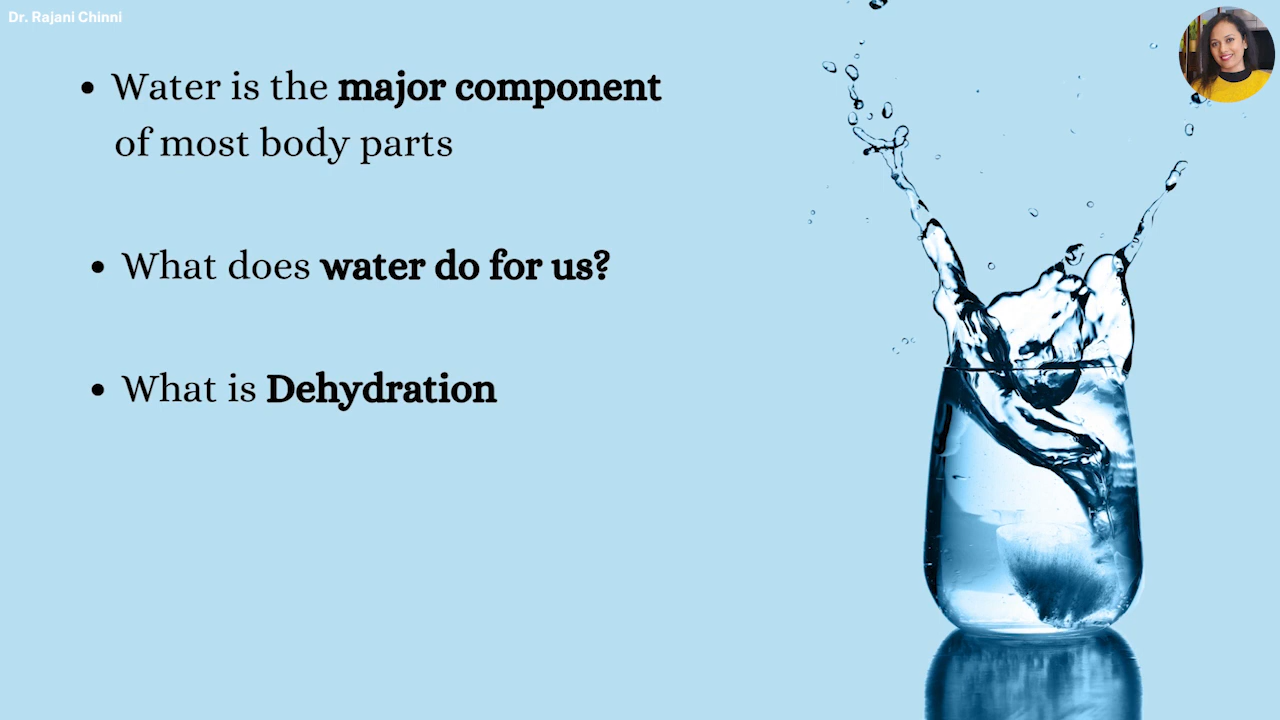 Dr. Rajani Chinni
• Water is the major component
of most body parts
• What does water do for us?
• What is Dehydration